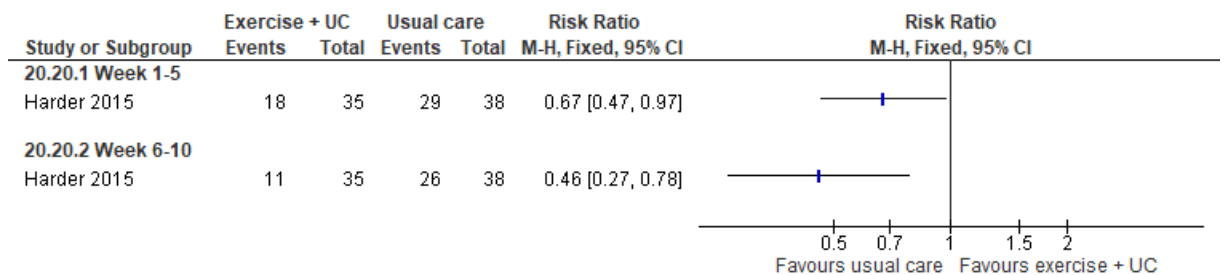 Exercise + UC Usual care Risk Ratio Risk Ratio
Study or Subgroup Events Total Events Total M-H, Fixed, 95% CI M-H, Fixed, 95% CI
20.20.1 Week 1-5
Harder 2015 18 35 29 38 0.67 [0.47, 0.97]
20.20.2 Week 6-10
Harder 2015 11 35 26 38 0.46 [0.27, 0.78]
0.5 0.7 1 1.5 2
Favours usual care Favours exercise + UC